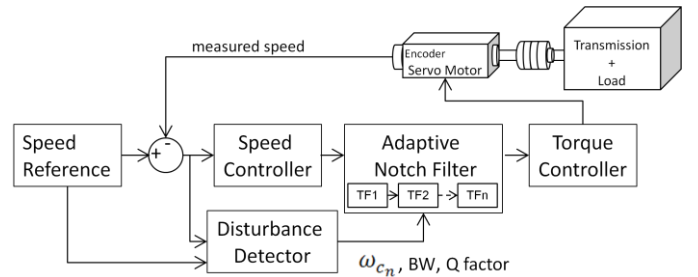 measured speed
Encoder
Servo Motor
Transmission
+
Load
Speed
Reference
+
-
Speed
Controller
Adaptive
Notch Filter
TF1
TF2
TFn
Torque
Controller
Disturbance
Detector
ω_{c_n}, BW, Q factor